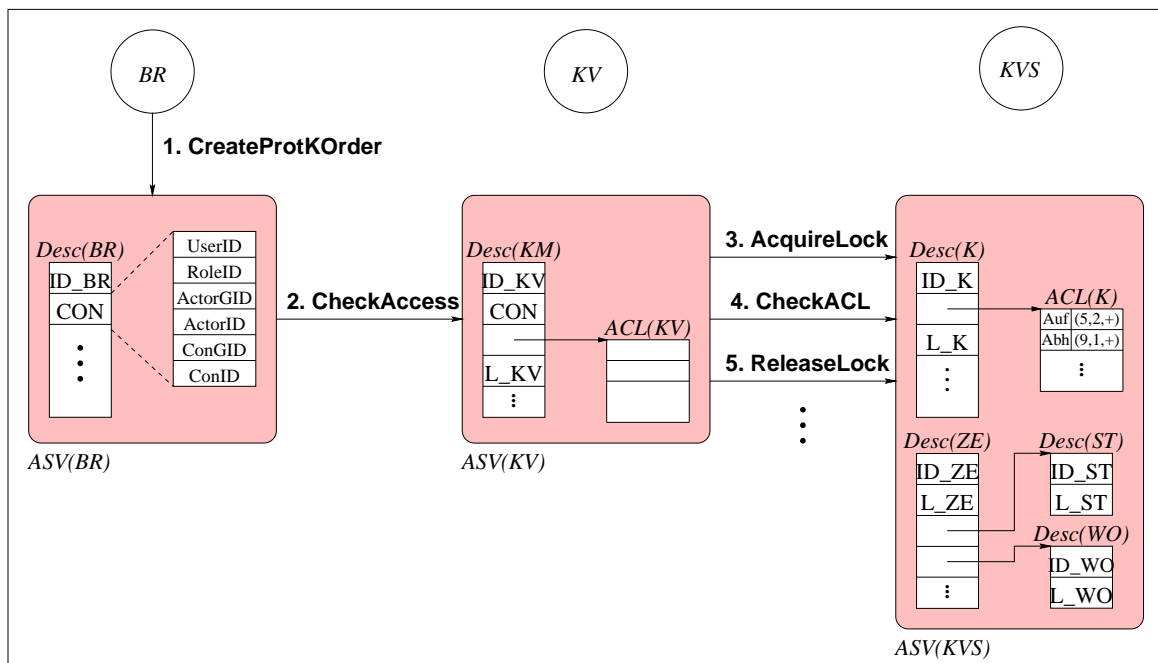 BR
KV
KVS
1. CreateProtKOrder
Desc(BR)
ID_BR
CON
UserID
RoleID
ActorGID
ActorID
ConGID
ConID
ASV(BR)
2. CheckAccess
Desc(KM)
ID_KV
CON
L_KV
ACL(KV)
ASV(KV)
3. AcquireLock
4. CheckACL
5. ReleaseLock
Desc(K)
ID_K
L_K
ACL(K)
Auf (5,2,+)
Abh (9,1,+)
Desc(ZE)
ID_ZE
L_ZE
Desc(ST)
ID_ST
L_ST
Desc(WO)
ID_WO
L_WO
ASV(KVS)